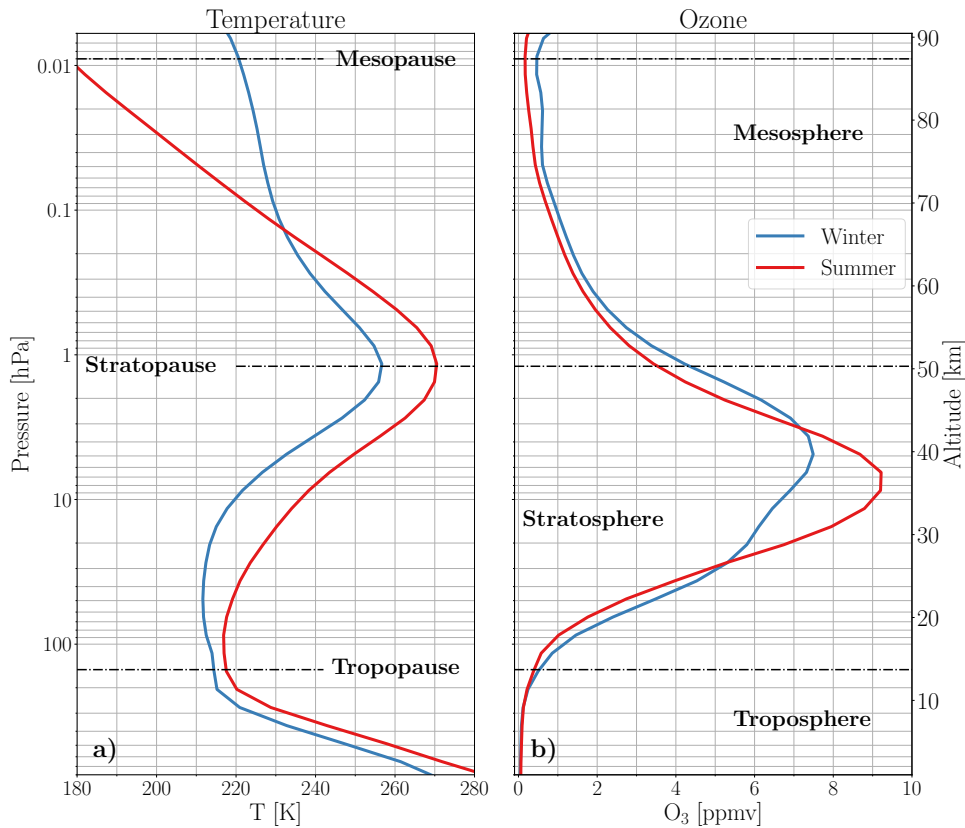 Temperature
Ozone
Mesopause
Stratopause
Tropopause
a)
0.01
0.1
1
10
100
Pressure [hPa]
180
200
220
240
260
280
T [K]
Mesosphere
Winter
Summer
Stratosphere
Troposphere
b)
0
2
4
6
8
10
O₃ [ppmv]
90
80
70
60
50
40
30
20
10
Altitude [km]